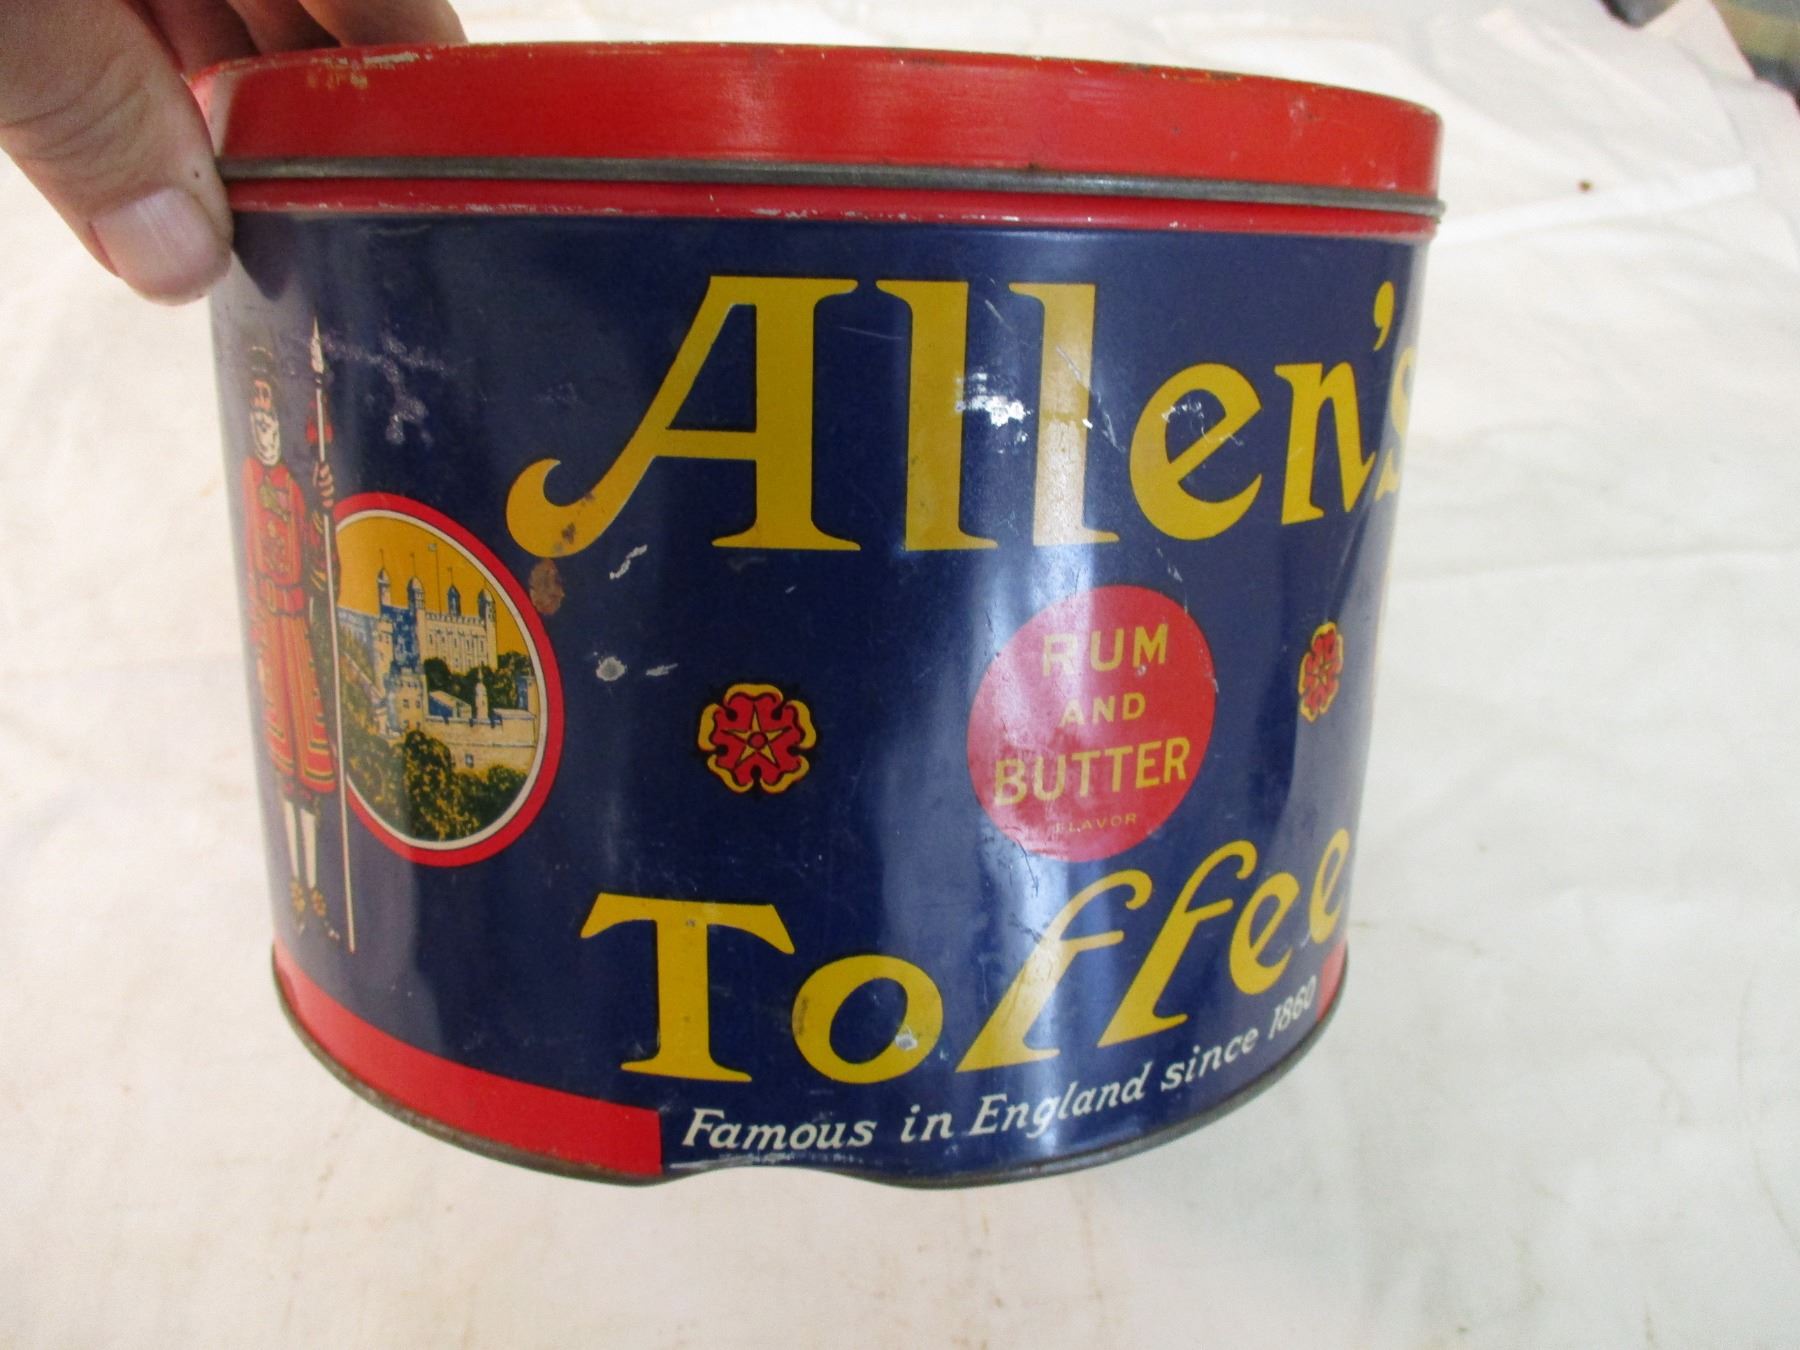 Allen's
RUM
AND
BUTTER
FLAVOR
Toffee
Famous in England since 1860